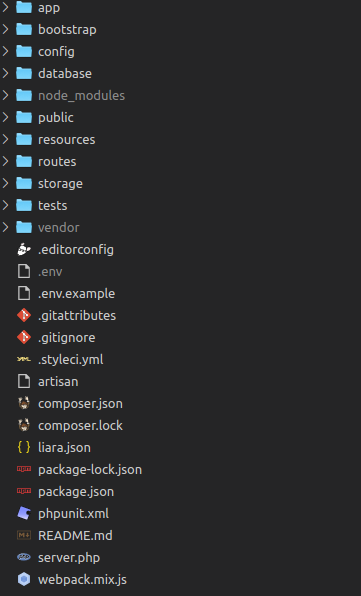 app
bootstrap
config
database
node_modules
public
resources
routes
storage
tests
vendor
.editorconfig
.env
.env.example
.gitattributes
.gitignore
.styleci.yml
artisan
composer.json
composer.lock
liara.json
package-lock.json
package.json
phpunit.xml
README.md
server.php
webpack.mix.js